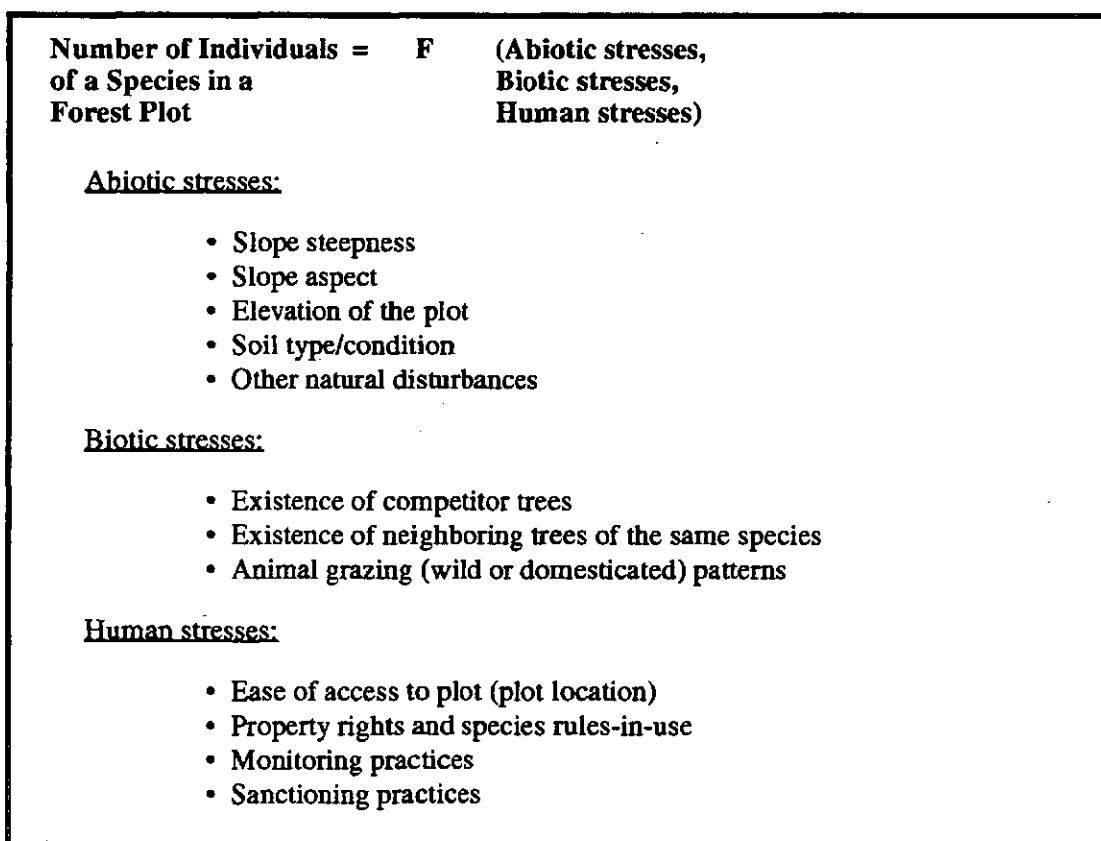 Number of Individuals = F (Abiotic stresses,
of a Species in a Biotic stresses,
Forest Plot Human stresses)
Abiotic stresses:
• Slope steepness
• Slope aspect
• Elevation of the plot
• Soil type/condition
• Other natural disturbances
Biotic stresses:
• Existence of competitor trees
• Existence of neighboring trees of the same species
• Animal grazing (wild or domesticated) patterns
Human stresses:
• Ease of access to plot (plot location)
• Property rights and species rules-in-use
• Monitoring practices
• Sanctioning practices